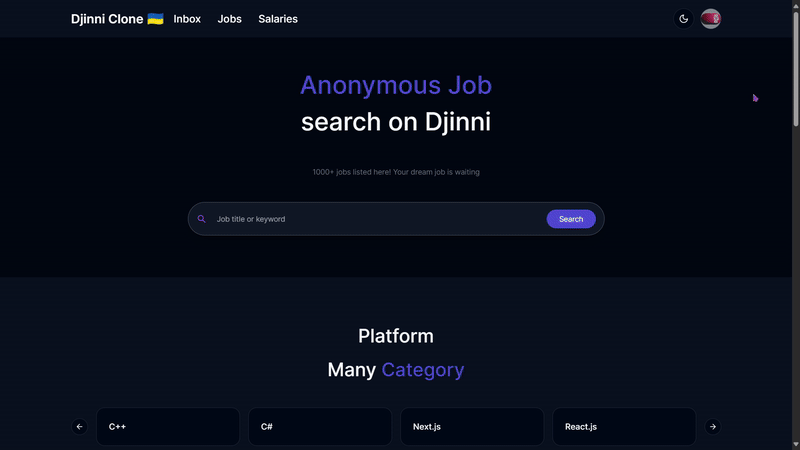 Djinni Clone 🇺🇦 Inbox Jobs Salaries
Anonymous Job
search on Djinni
1000+ jobs listed here! Your dream job is waiting
Job title or keyword Search
Platform
Many Category
C++ C# Next.js React.js